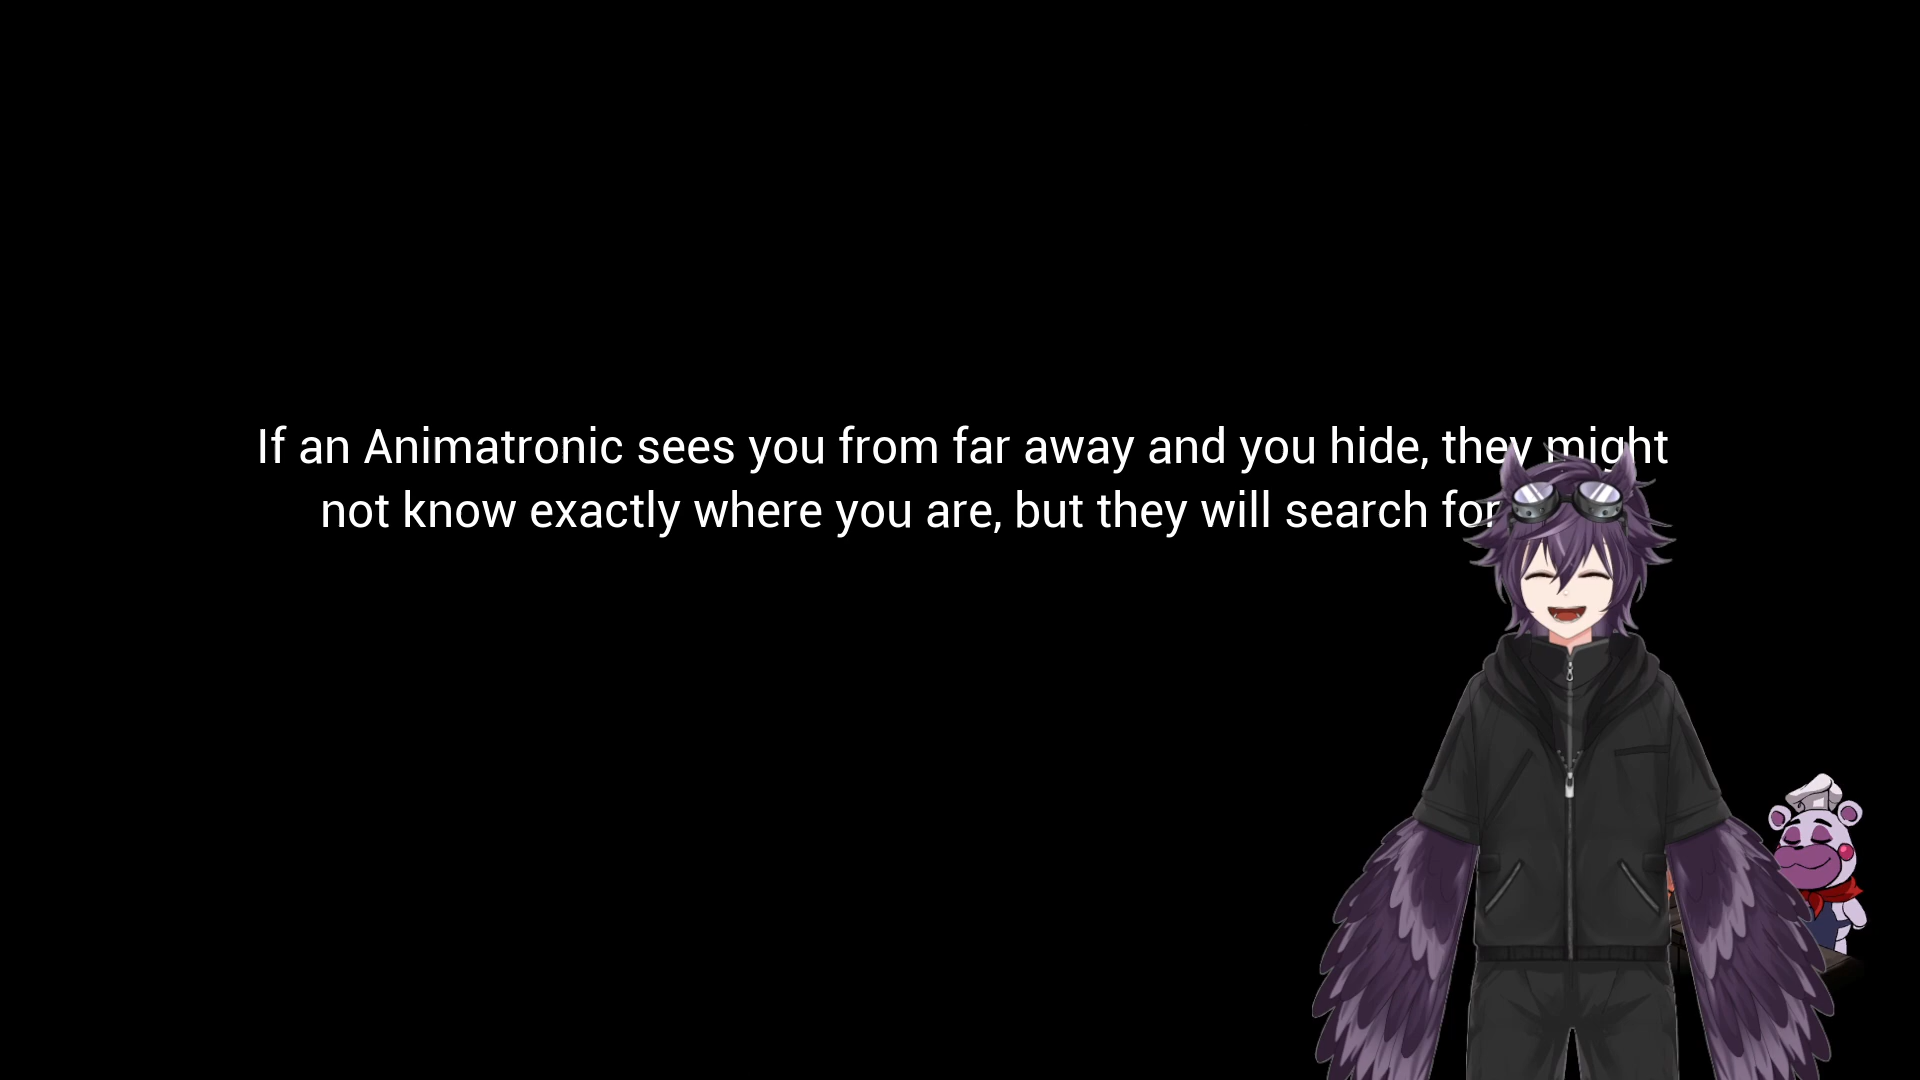 If an Animatronic sees you from far away and you hide, they might
not know exactly where you are, but they will search for